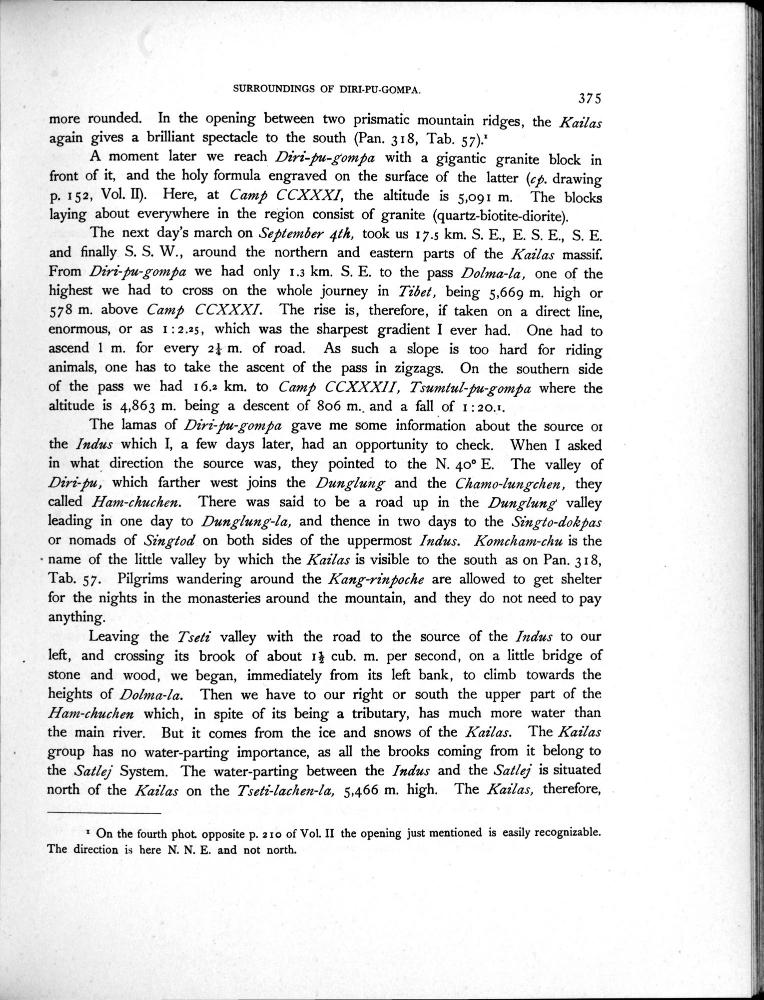 SURROUNDINGS OF DIRI-PU-GOMPA.
375
more rounded. In the opening between two prismatic mountain ridges, the Kailas
again gives a brilliant spectacle to the south (Pan. 318, Tab. 57).¹
A moment later we reach Diri-pu-gompa with a gigantic granite block in
front of it, and the holy formula engraved on the surface of the latter (cp. drawing
p. 152, Vol. II). Here, at Camp CCXXXI, the altitude is 5,091 m. The blocks
laying about everywhere in the region consist of granite (quartz-biotite-diorite).
The next day's march on September 4th, took us 17.5 km. S. E., E. S. E., S. E.
and finally S. S. W., around the northern and eastern parts of the Kailas massif.
From Diri-pu-gompa we had only 1.3 km. S. E. to the pass Dolma-la, one of the
highest we had to cross on the whole journey in Tibet, being 5,669 m. high or
578 m. above Camp CCXXXI. The rise is, therefore, if taken on a direct line,
enormous, or as 1:2.25, which was the sharpest gradient I ever had. One had to
ascend 1 m. for every 2¼ m. of road. As such a slope is too hard for riding
animals, one has to take the ascent of the pass in zigzags. On the southern side
of the pass we had 16.2 km. to Camp CCXXXII, Tsumtul-pu-gompa where the
altitude is 4,863 m. being a descent of 806 m. and a fall of 1:20.1.
The lamas of Diri-pu-gompa gave me some information about the source of
the Indus which I, a few days later, had an opportunity to check. When I asked
in what direction the source was, they pointed to the N. 40° E. The valley of
Diri-pu, which farther west joins the Dunglung and the Chamo-lungchen, they
called Ham-chuchen. There was said to be a road up in the Dunglung valley
leading in one day to Dunglung-la, and thence in two days to the Singto-dokpas
or nomads of Singtod on both sides of the uppermost Indus. Komcham-chu is the
name of the little valley by which the Kailas is visible to the south as on Pan. 318,
Tab. 57. Pilgrims wandering around the Kang-rinpoche are allowed to get shelter
for the nights in the monasteries around the mountain, and they do not need to pay
anything.
Leaving the Tseti valley with the road to the source of the Indus to our
left, and crossing its brook of about 1½ cub. m. per second, on a little bridge of
stone and wood, we began, immediately from its left bank, to climb towards the
heights of Dolma-la. Then we have to our right or south the upper part of the
Ham-chuchen which, in spite of its being a tributary, has much more water than
the main river. But it comes from the ice and snows of the Kailas. The Kailas
group has no water-parting importance, as all the brooks coming from it belong to
the Satlej System. The water-parting between the Indus and the Satlej is situated
north of the Kailas on the Tseti-lachen-la, 5,466 m. high. The Kailas, therefore,
¹ On the fourth phot. opposite p. 210 of Vol. II the opening just mentioned is easily recognizable.
The direction is here N. N. E. and not north.